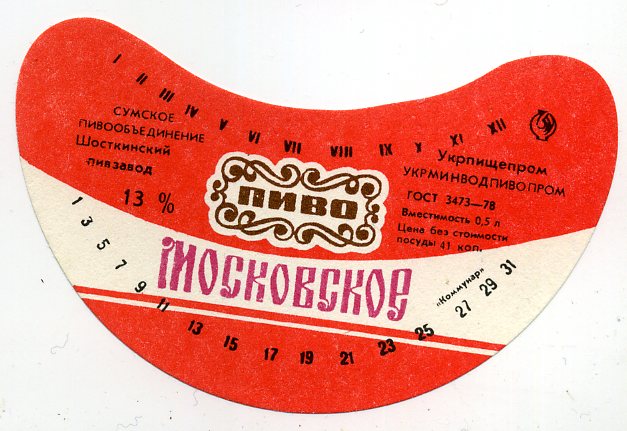 I II III IV V VI VII VIII IX X XI XII
СУМСКОЕ
ПИВООБЪЕДИНЕНИЕ
Шосткинский
пивзавод
13 %
ПИВО
Укрпищепром
УКРМИНВОДПИВОПРОМ
ГОСТ 3473—78
Вместимость 0,5 л
Цена без стоимости
посуды 41 коп.
Московское
„Коммунар"
1 3 5 7 9 11 13 15 17 19 21 23 25 27 29 31